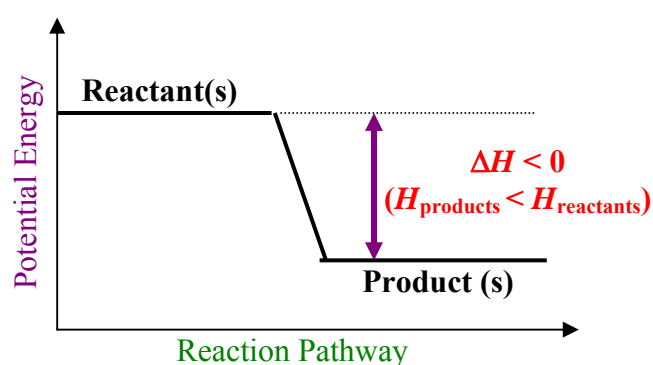 Reactant(s)
Potential Energy
ΔH < 0
(Hproducts < Hreactants)
Product (s)
Reaction Pathway